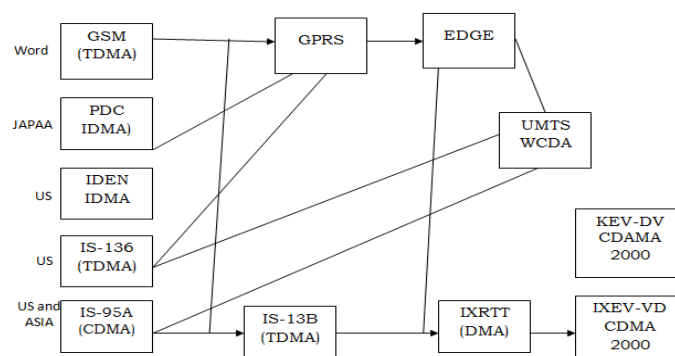 Word
GSM
(TDMA)
GPRS
EDGE
JAPAA
PDC
IDMA)
UMTS
WCDA
US
IDEN
IDMA
US
IS-136
(TDMA)
KEV-DV
CDAMA
2000
US and
ASIA
IS-95A
(CDMA)
IS-13B
(TDMA)
IXRTT
(DMA)
IXEV-VD
CDMA
2000